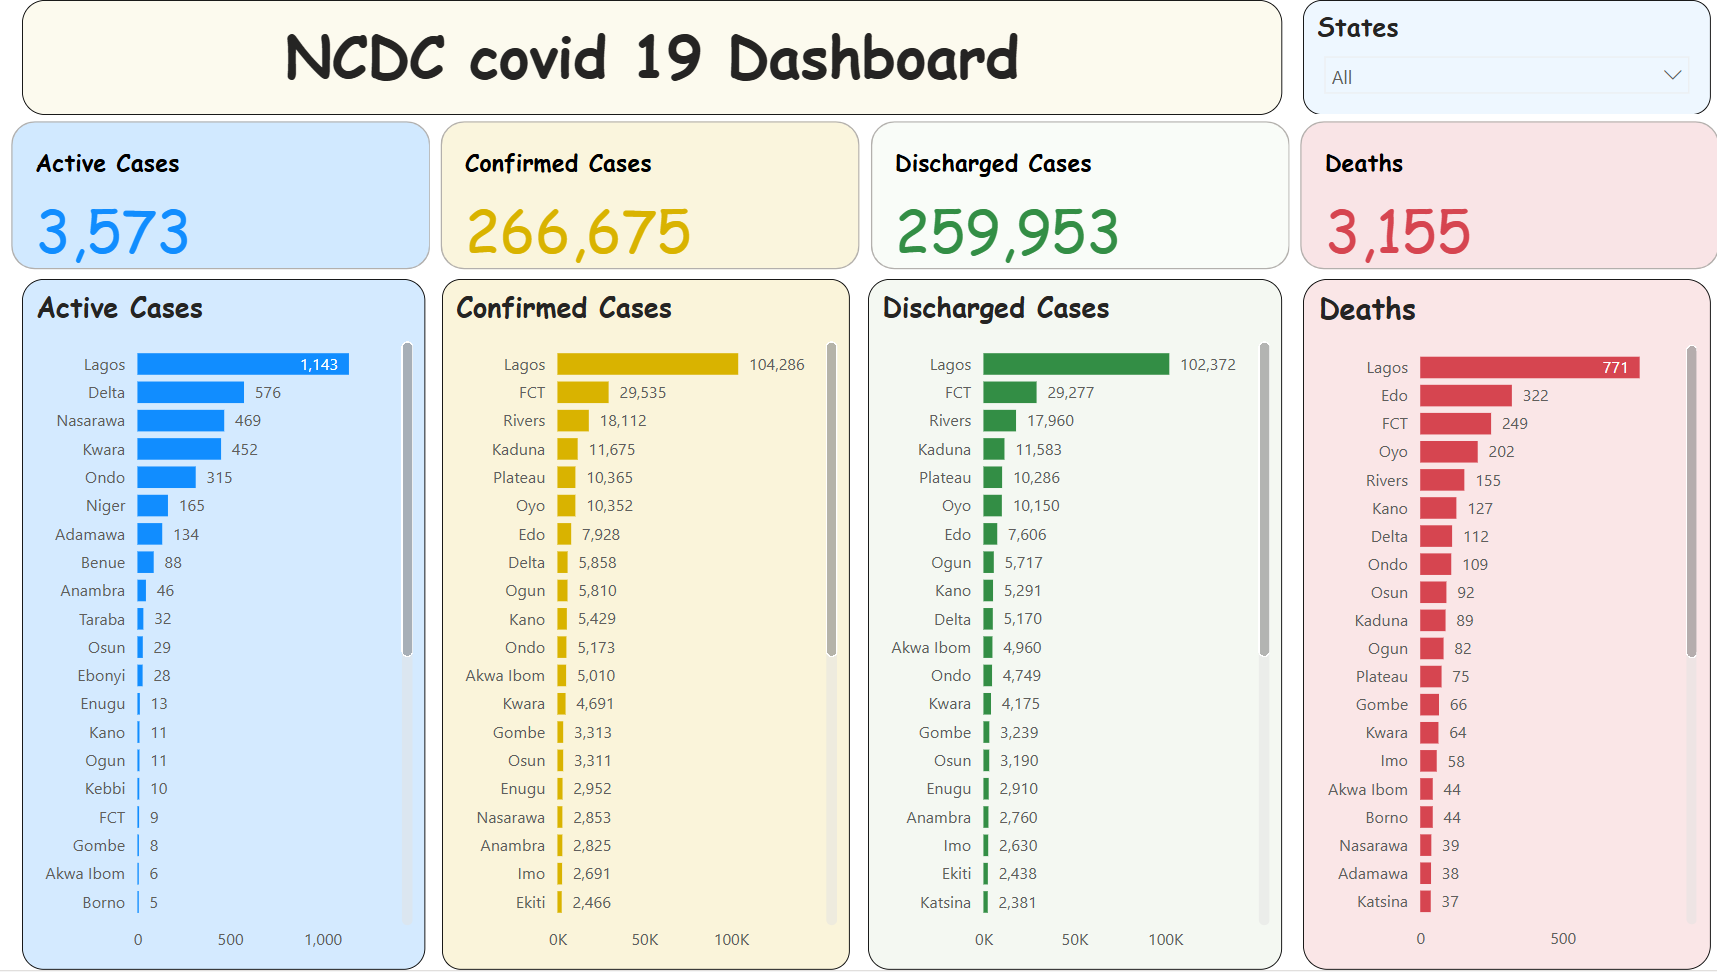 NCDC covid 19 Dashboard
States
All
Active Cases
3,573
Confirmed Cases
266,675
Discharged Cases
259,953
Deaths
3,155
Active Cases
Lagos 1,143
Delta 576
Nasarawa 469
Kwara 452
Ondo 315
Niger 165
Adamawa 134
Benue 88
Anambra 46
Taraba 32
Osun 29
Ebonyi 28
Enugu 13
Kano 11
Ogun 11
Kebbi 10
FCT 9
Gombe 8
Akwa Ibom 6
Borno 5
0 500 1,000
Confirmed Cases
Lagos 104,286
FCT 29,535
Rivers 18,112
Kaduna 11,675
Plateau 10,365
Oyo 10,352
Edo 7,928
Delta 5,858
Ogun 5,810
Kano 5,429
Ondo 5,173
Akwa Ibom 5,010
Kwara 4,691
Gombe 3,313
Osun 3,311
Enugu 2,952
Nasarawa 2,853
Anambra 2,825
Imo 2,691
Ekiti 2,466
0K 50K 100K
Discharged Cases
Lagos 102,372
FCT 29,277
Rivers 17,960
Kaduna 11,583
Plateau 10,286
Oyo 10,150
Edo 7,606
Ogun 5,717
Kano 5,291
Delta 5,170
Akwa Ibom 4,960
Ondo 4,749
Kwara 4,175
Gombe 3,239
Osun 3,190
Enugu 2,910
Anambra 2,760
Imo 2,630
Ekiti 2,438
Katsina 2,381
0K 50K 100K
Deaths
Lagos 771
Edo 322
FCT 249
Oyo 202
Rivers 155
Kano 127
Delta 112
Ondo 109
Osun 92
Kaduna 89
Ogun 82
Plateau 75
Gombe 66
Kwara 64
Imo 58
Akwa Ibom 44
Borno 44
Nasarawa 39
Adamawa 38
Katsina 37
0 500